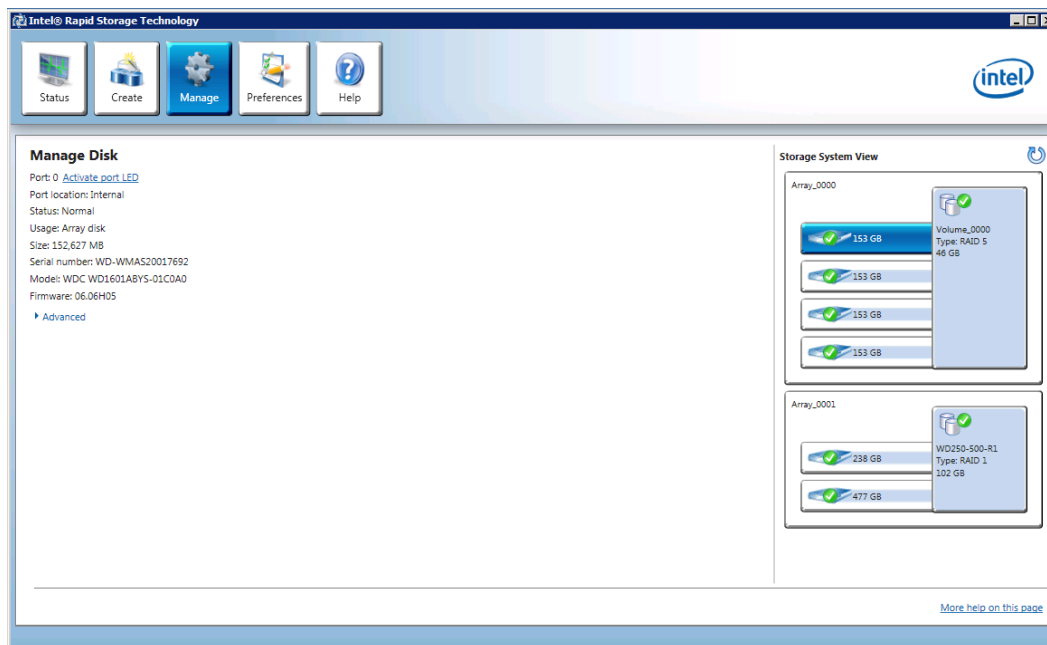 Intel® Rapid Storage Technology
Status
Create
Manage
Preferences
Help
intel
Manage Disk
Port: 0 Activate port LED
Port location: Internal
Status: Normal
Usage: Array disk
Size: 152,627 MB
Serial number: WD-WMAS20017692
Model: WDC WD1601ABYS-01C0A0
Firmware: 06.06H05
Advanced
Storage System View
Array_0000
153 GB
153 GB
153 GB
153 GB
Volume_0000
Type: RAID 5
46 GB
Array_0001
238 GB
477 GB
WD250-500-R1
Type: RAID 1
102 GB
More help on this page